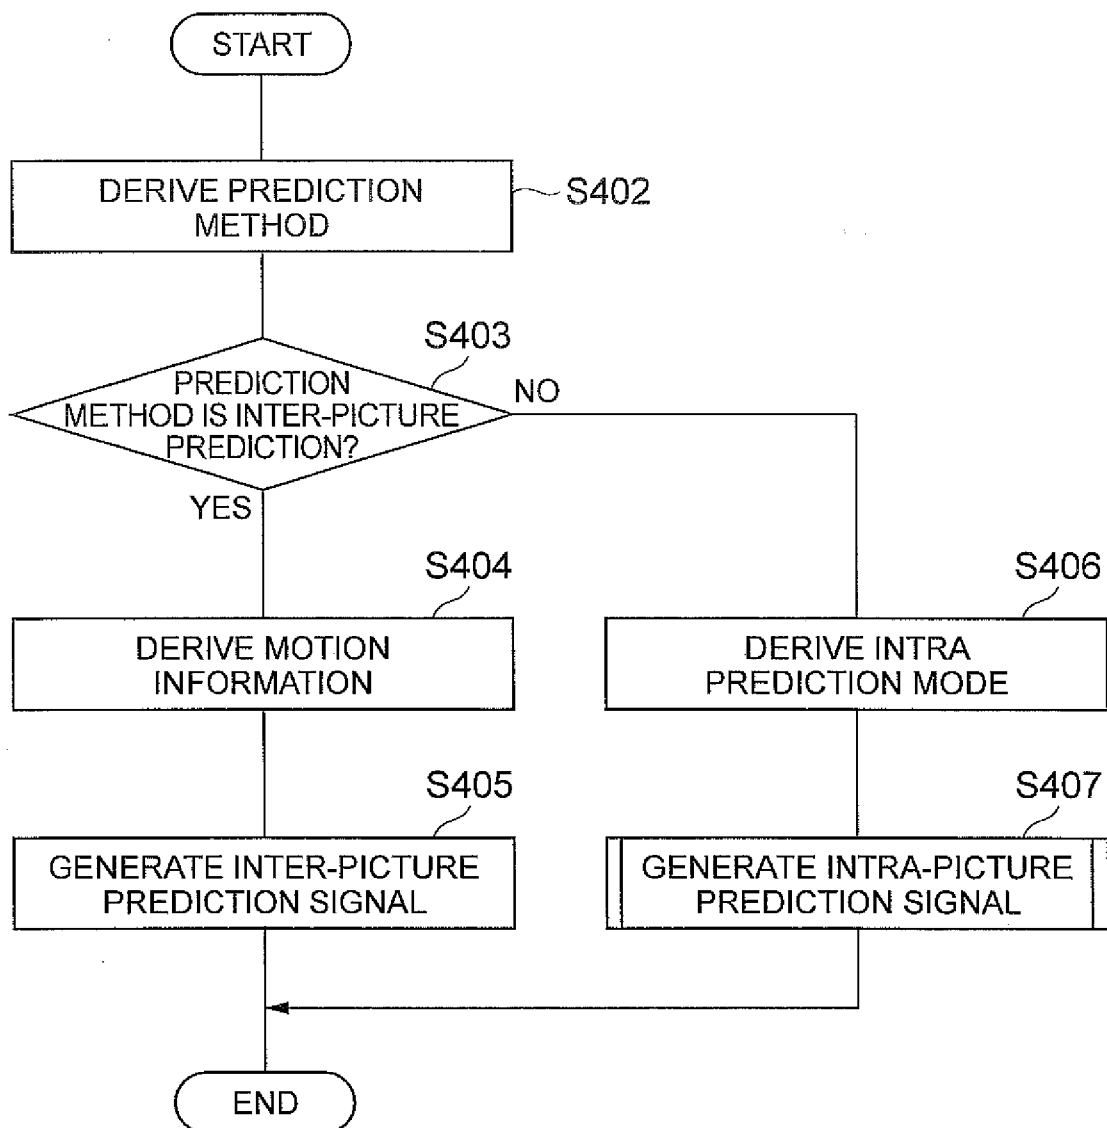 START
DERIVE PREDICTION
METHOD
S402
S403
PREDICTION
METHOD IS INTER-PICTURE
PREDICTION?
NO
YES
S404
DERIVE MOTION
INFORMATION
S406
DERIVE INTRA
PREDICTION MODE
S405
GENERATE INTER-PICTURE
PREDICTION SIGNAL
S407
GENERATE INTRA-PICTURE
PREDICTION SIGNAL
END